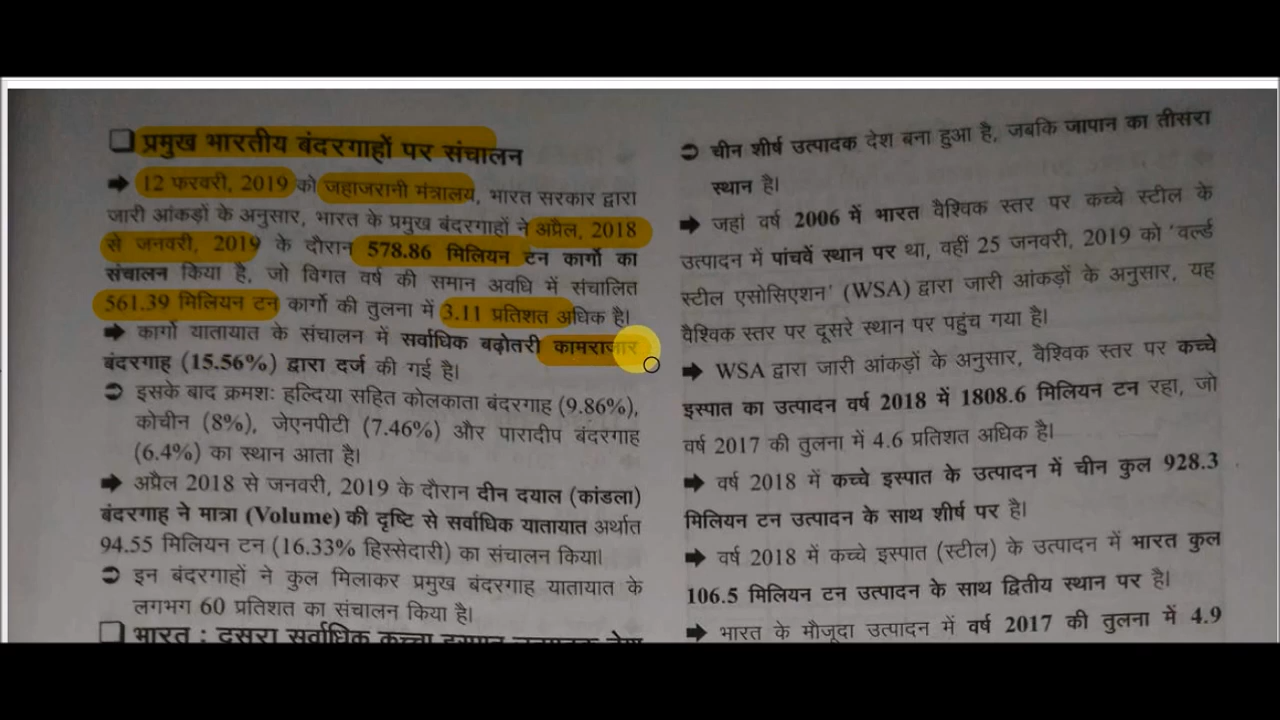 ❑ प्रमुख भारतीय बंदरगाहों पर संचालन
➡ 12 फरवरी, 2019 को जहाजरानी मंत्रालय, भारत सरकार द्वारा
जारी आंकड़ों के अनुसार, भारत के प्रमुख बंदरगाहों ने अप्रैल, 2018
से जनवरी, 2019 के दौरान 578.86 मिलियन टन कार्गो का
संचालन किया है, जो विगत वर्ष की समान अवधि में संचालित
561.39 मिलियन टन कार्गो की तुलना में 3.11 प्रतिशत अधिक है।
➡ कार्गो यातायात के संचालन में सर्वाधिक बढ़ोतरी कामराजार
बंदरगाह (15.56%) द्वारा दर्ज की गई है।
➲ इसके बाद क्रमशः हल्दिया सहित कोलकाता बंदरगाह (9.86%),
कोचीन (8%), जेएनपीटी (7.46%) और पारादीप बंदरगाह
(6.4%) का स्थान आता है।
➡ अप्रैल 2018 से जनवरी, 2019 के दौरान दीन दयाल (कांडला)
बंदरगाह ने मात्रा (Volume) की दृष्टि से सर्वाधिक यातायात अर्थात
94.55 मिलियन टन (16.33% हिस्सेदारी) का संचालन किया।
➲ इन बंदरगाहों ने कुल मिलाकर प्रमुख बंदरगाह यातायात के
लगभग 60 प्रतिशत का संचालन किया है।
❑ भारत : दूसरा सर्वाधिक कच्चा इस्पात उत्पादक देश
➲ चीन शीर्ष उत्पादक देश बना हुआ है, जबकि जापान का तीसरा
स्थान है।
➡ जहां वर्ष 2006 में भारत वैश्विक स्तर पर कच्चे स्टील के
उत्पादन में पांचवें स्थान पर था, वहीं 25 जनवरी, 2019 को 'वर्ल्ड
स्टील एसोसिएशन' (WSA) द्वारा जारी आंकड़ों के अनुसार, यह
वैश्विक स्तर पर दूसरे स्थान पर पहुंच गया है।
➡ WSA द्वारा जारी आंकड़ों के अनुसार, वैश्विक स्तर पर कच्चे
इस्पात का उत्पादन वर्ष 2018 में 1808.6 मिलियन टन रहा, जो
वर्ष 2017 की तुलना में 4.6 प्रतिशत अधिक है।
➡ वर्ष 2018 में कच्चे इस्पात के उत्पादन में चीन कुल 928.3
मिलियन टन उत्पादन के साथ शीर्ष पर है।
➡ वर्ष 2018 में कच्चे इस्पात (स्टील) के उत्पादन में भारत कुल
106.5 मिलियन टन उत्पादन के साथ द्वितीय स्थान पर है।
➡ भारत के मौजूदा उत्पादन में वर्ष 2017 की तुलना में 4.9